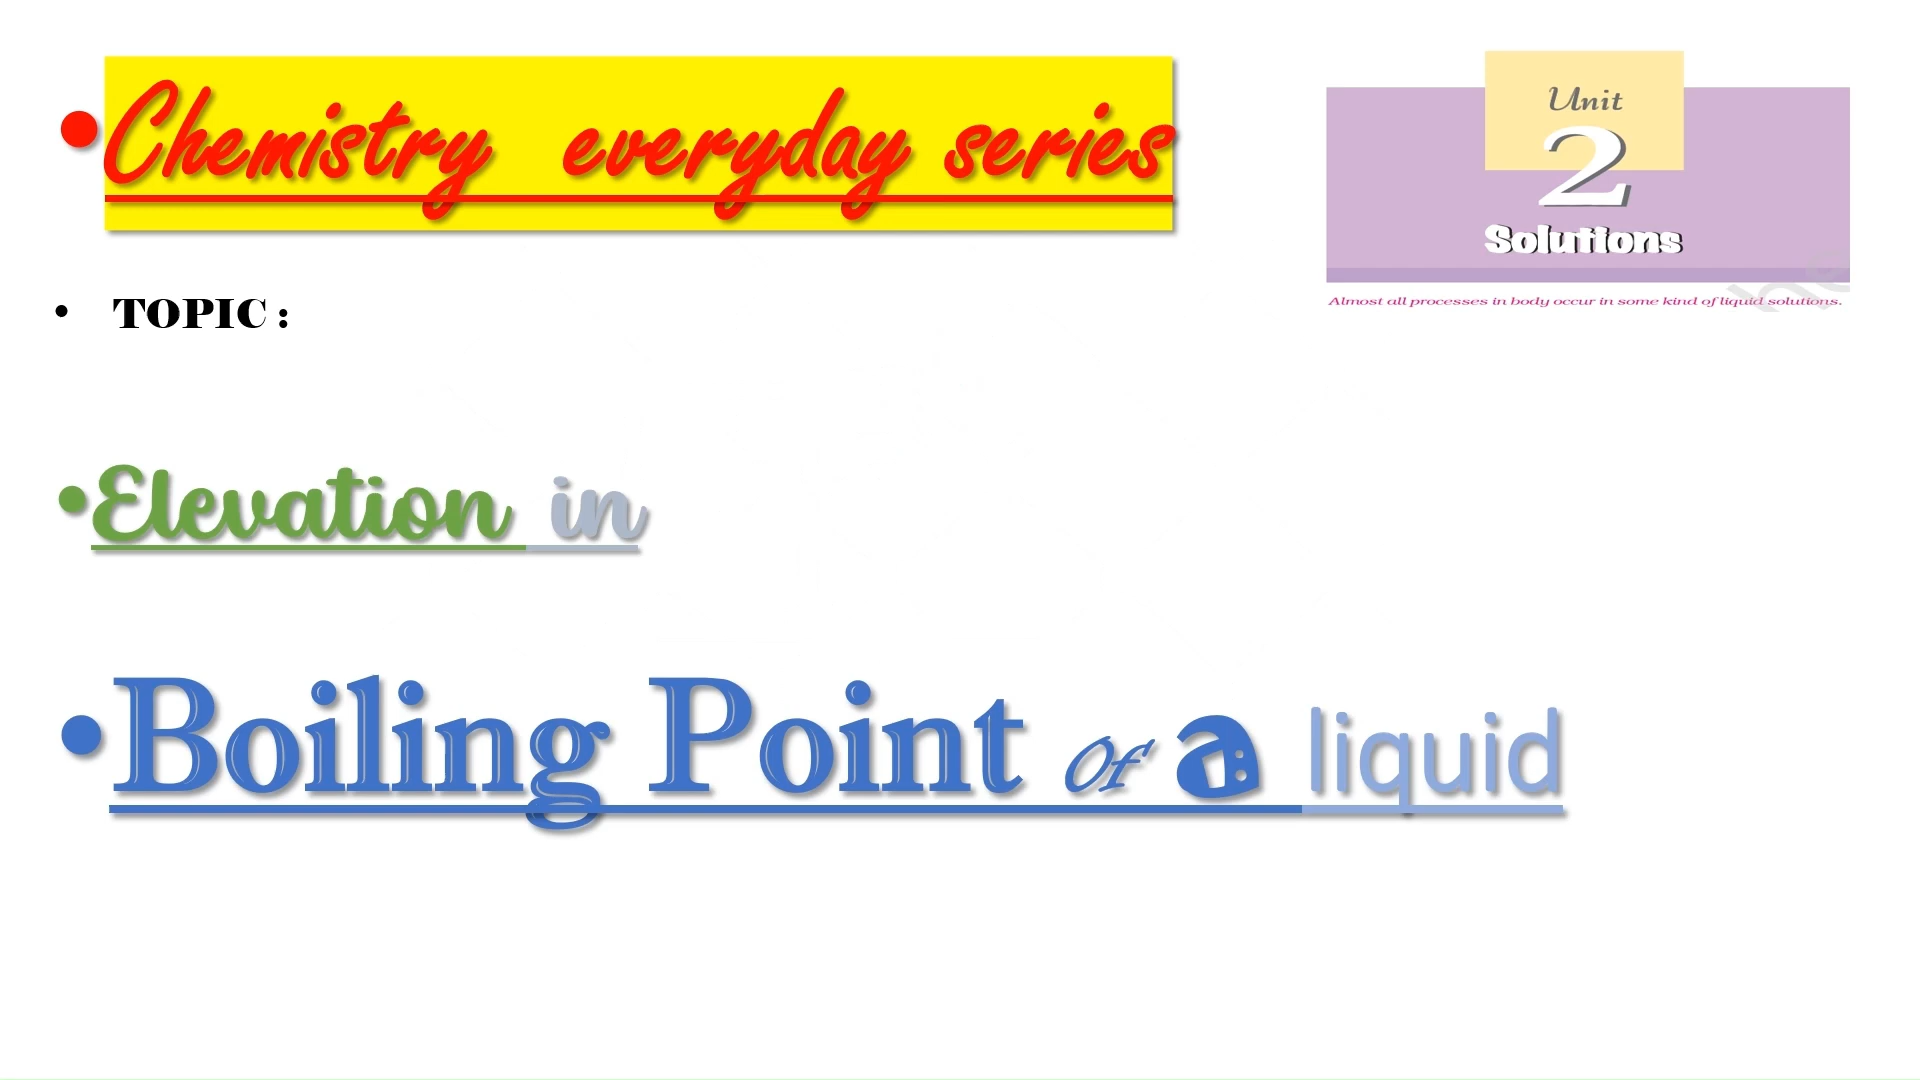 • Chemistry everyday series
Unit
2
Solutions
Almost all processes in body occur in some kind of liquid solutions.
• TOPIC :
• Elevation in
• Boiling Point of a liquid